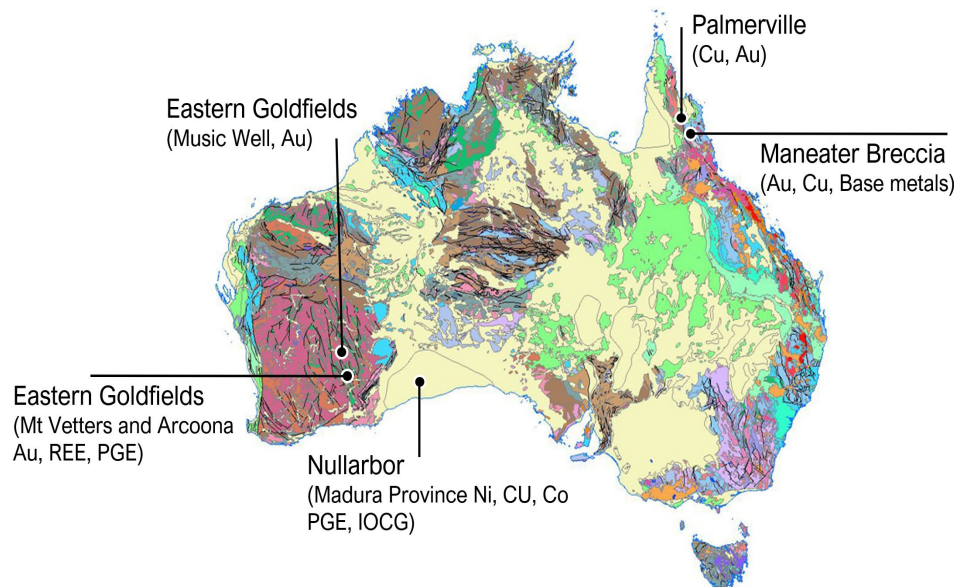 Palmerville
(Cu, Au)
Eastern Goldfields
(Music Well, Au)
Maneater Breccia
(Au, Cu, Base metals)
Eastern Goldfields
(Mt Vetters and Arcoona
Au, REE, PGE)
Nullarbor
(Madura Province Ni, CU, Co
PGE, IOCG)